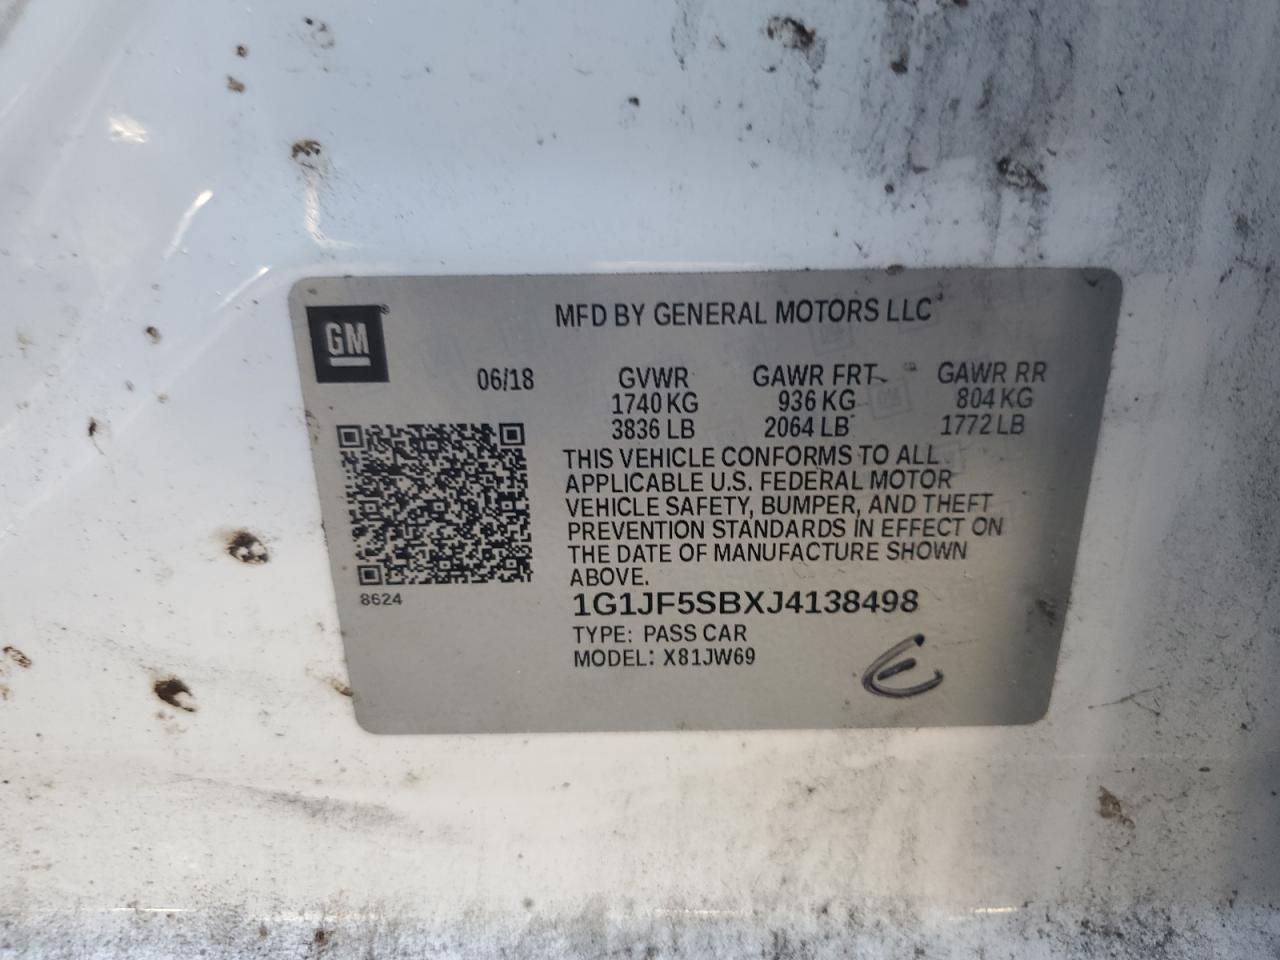 MFD BY GENERAL MOTORS LLC
GM
06/18 GVWR GAWR FRT GAWR RR
1740 KG 936 KG 804 KG
3836 LB 2064 LB 1772 LB
THIS VEHICLE CONFORMS TO ALL
APPLICABLE U.S. FEDERAL MOTOR
VEHICLE SAFETY, BUMPER, AND THEFT
PREVENTION STANDARDS IN EFFECT ON
THE DATE OF MANUFACTURE SHOWN
ABOVE.
8624
1G1JF5SBXJ4138498
TYPE: PASS CAR
MODEL: X81JW69